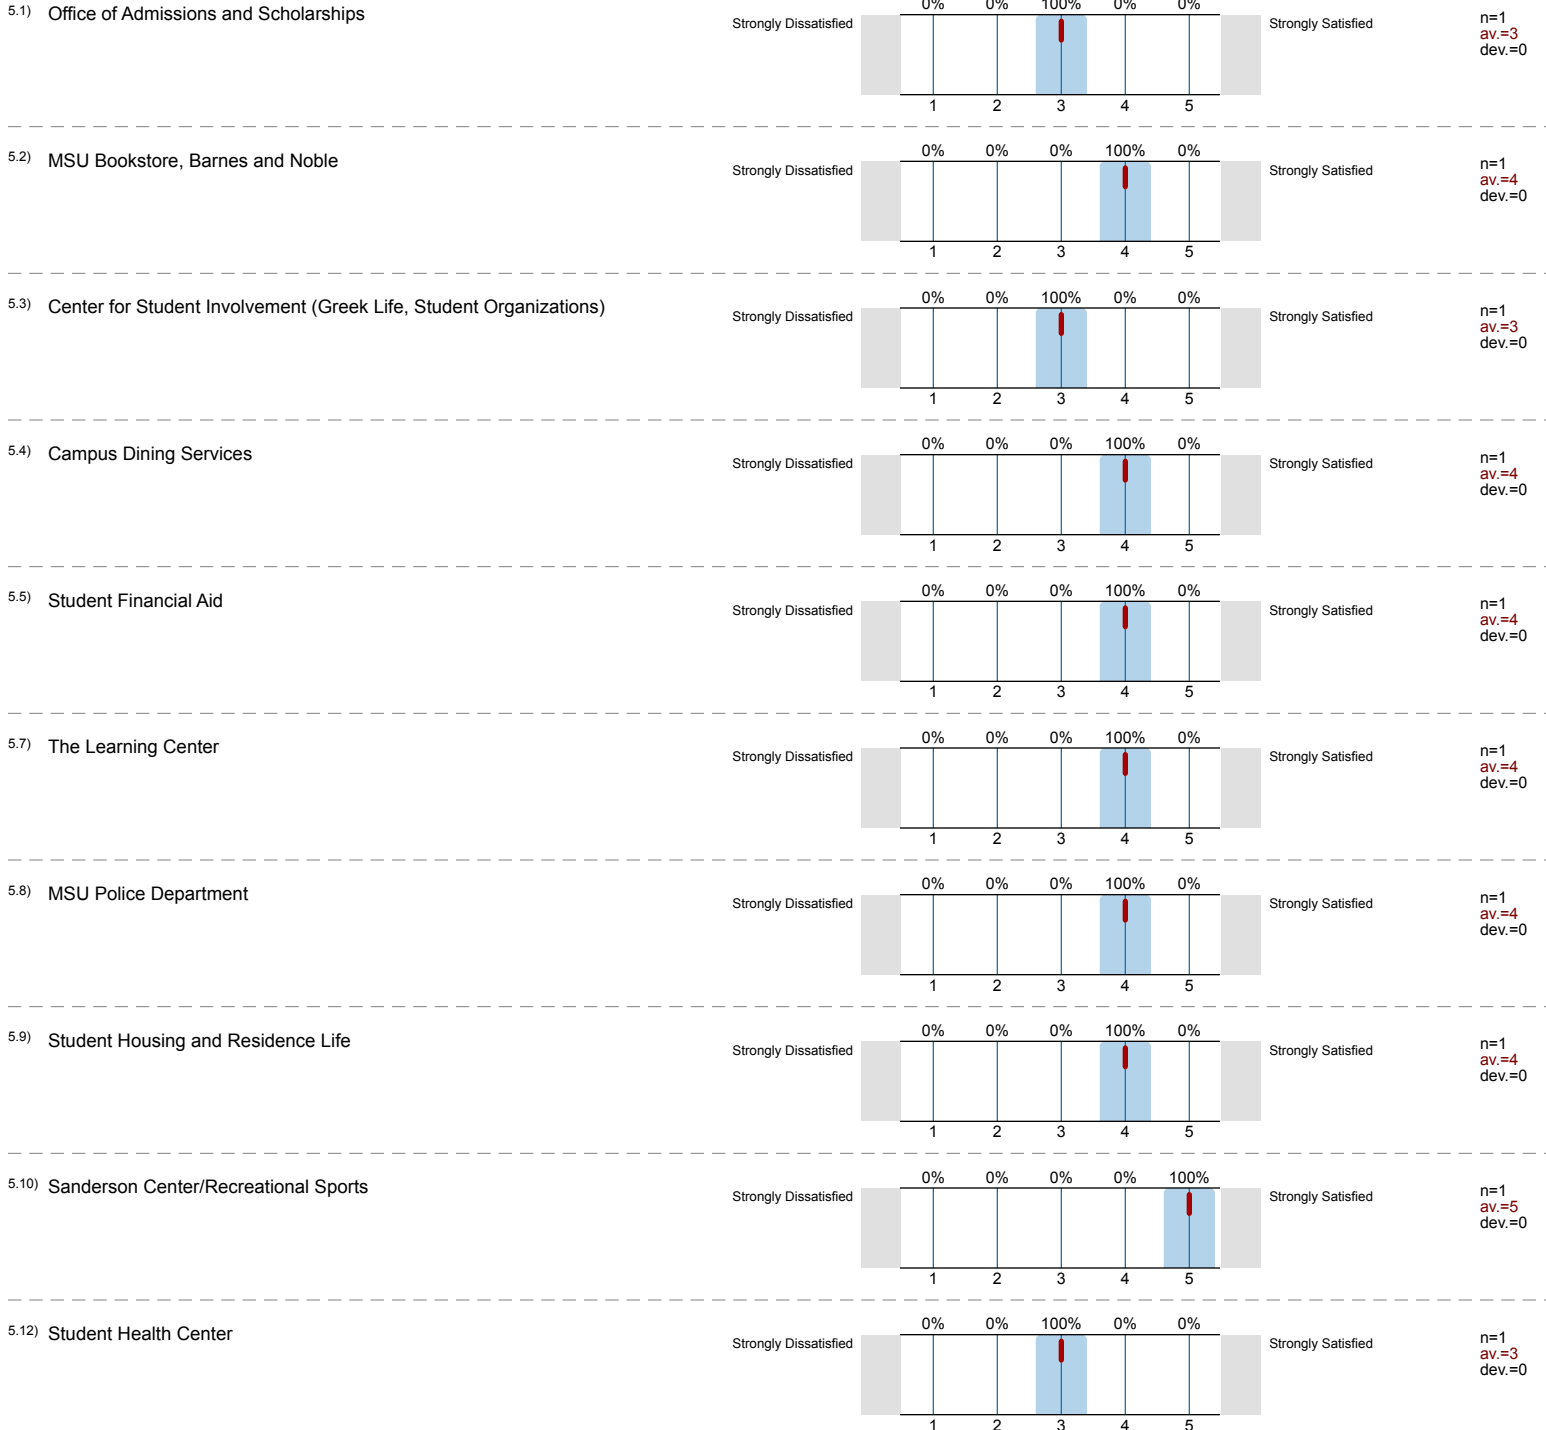 5.1) Office of Admissions and Scholarships
0% 0% 100% 0% 0%
Strongly Dissatisfied Strongly Satisfied
n=1
av.=3
dev.=0
1 2 3 4 5
5.2) MSU Bookstore, Barnes and Noble
0% 0% 0% 100% 0%
Strongly Dissatisfied Strongly Satisfied
n=1
av.=4
dev.=0
1 2 3 4 5
5.3) Center for Student Involvement (Greek Life, Student Organizations)
0% 0% 100% 0% 0%
Strongly Dissatisfied Strongly Satisfied
n=1
av.=3
dev.=0
1 2 3 4 5
5.4) Campus Dining Services
0% 0% 0% 100% 0%
Strongly Dissatisfied Strongly Satisfied
n=1
av.=4
dev.=0
1 2 3 4 5
5.5) Student Financial Aid
0% 0% 0% 100% 0%
Strongly Dissatisfied Strongly Satisfied
n=1
av.=4
dev.=0
1 2 3 4 5
5.7) The Learning Center
0% 0% 0% 100% 0%
Strongly Dissatisfied Strongly Satisfied
n=1
av.=4
dev.=0
1 2 3 4 5
5.8) MSU Police Department
0% 0% 0% 100% 0%
Strongly Dissatisfied Strongly Satisfied
n=1
av.=4
dev.=0
1 2 3 4 5
5.9) Student Housing and Residence Life
0% 0% 0% 100% 0%
Strongly Dissatisfied Strongly Satisfied
n=1
av.=4
dev.=0
1 2 3 4 5
5.10) Sanderson Center/Recreational Sports
0% 0% 0% 0% 100%
Strongly Dissatisfied Strongly Satisfied
n=1
av.=5
dev.=0
1 2 3 4 5
5.12) Student Health Center
0% 0% 100% 0% 0%
Strongly Dissatisfied Strongly Satisfied
n=1
av.=3
dev.=0
1 2 3 4 5